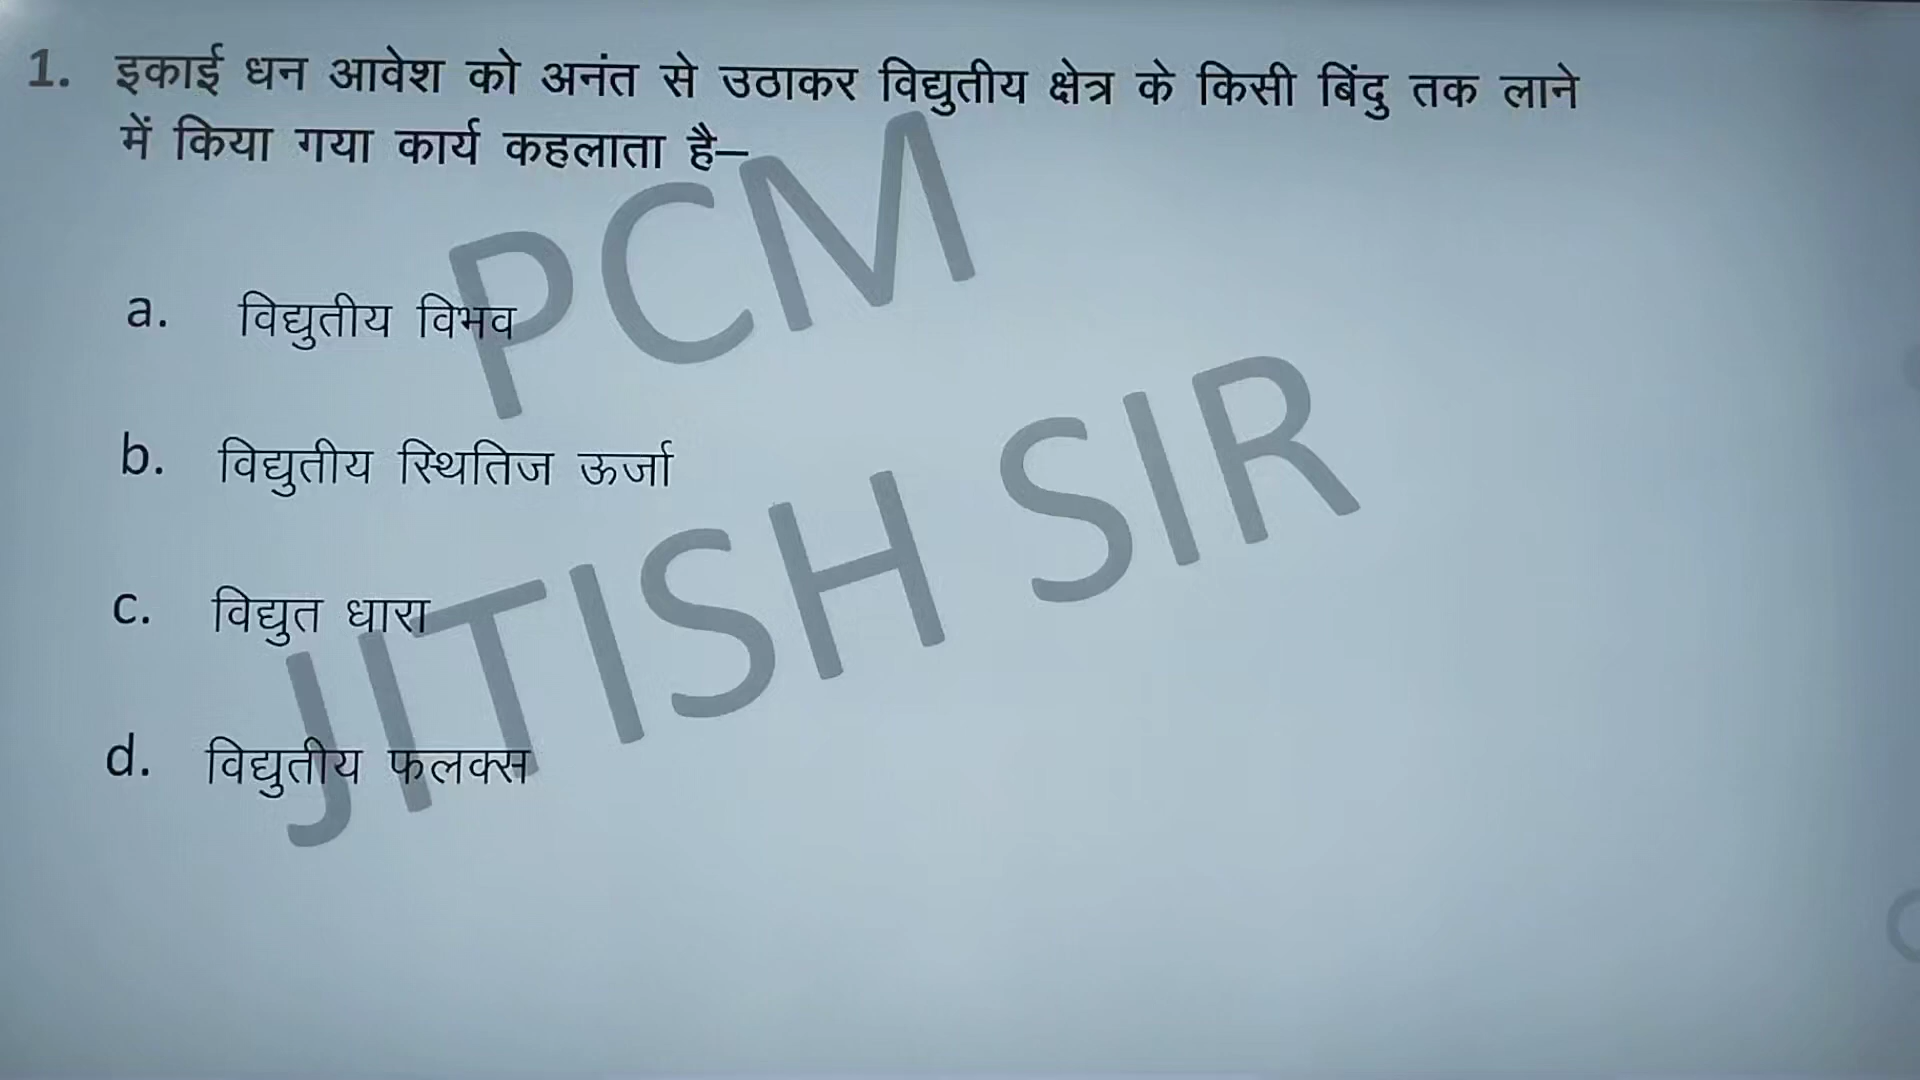 1. इकाई धन आवेश को अनंत से उठाकर विद्युतीय क्षेत्र के किसी बिंदु तक लाने
में किया गया कार्य कहलाता है–
PCM
a. विद्युतीय विभव
b. विद्युतीय स्थितिज ऊर्जा
JITISH SIR
c. विद्युत धारा
d. विद्युतीय फलक्स